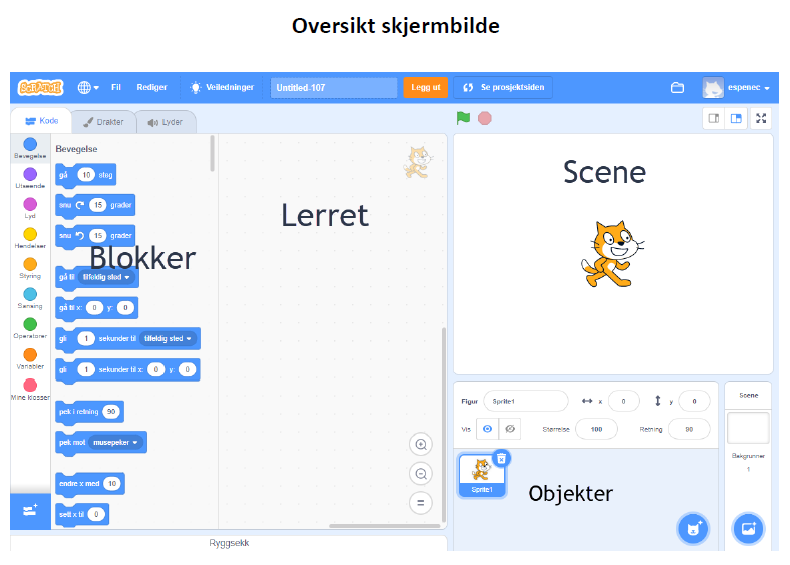 Oversikt skjermbilde
SCRATCH Fil Rediger Veiledninger Untitled-107 Legg ut Se prosjektsiden espenec
Kode Drakter Lyder
Bevegelse
Utseende
Lyd
Hendelser
Styring
Sansing
Operatorer
Variabler
Mine klosser
Bevegelse
gå 10 steg
snu 15 grader
snu 15 grader
Blokker
gå til tilfeldig sted
gå til x: 0 y: 0
gli 1 sekunder til tilfeldig sted
gli 1 sekunder til x: 0 y: 0
pek i retning 90
pek mot musepeker
endre x med 10
sett x til 0
Lerret
Ryggsekk
Scene
Figur Sprite1 x 0 y 0
Vis Størrelse 100 Retning 90
Sprite1
Objekter
Scene
Bakgrunner
1